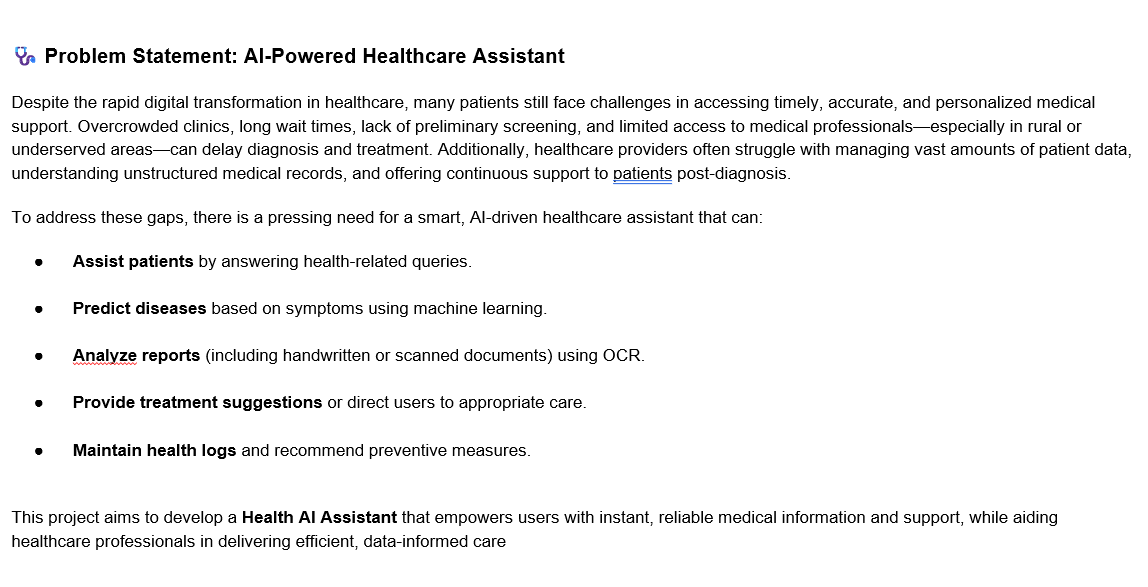 🩺 Problem Statement: AI-Powered Healthcare Assistant
Despite the rapid digital transformation in healthcare, many patients still face challenges in accessing timely, accurate, and personalized medical
support. Overcrowded clinics, long wait times, lack of preliminary screening, and limited access to medical professionals—especially in rural or
underserved areas—can delay diagnosis and treatment. Additionally, healthcare providers often struggle with managing vast amounts of patient data,
understanding unstructured medical records, and offering continuous support to patients post-diagnosis.
To address these gaps, there is a pressing need for a smart, AI-driven healthcare assistant that can:
● Assist patients by answering health-related queries.
● Predict diseases based on symptoms using machine learning.
● Analyze reports (including handwritten or scanned documents) using OCR.
● Provide treatment suggestions or direct users to appropriate care.
● Maintain health logs and recommend preventive measures.
This project aims to develop a Health AI Assistant that empowers users with instant, reliable medical information and support, while aiding
healthcare professionals in delivering efficient, data-informed care